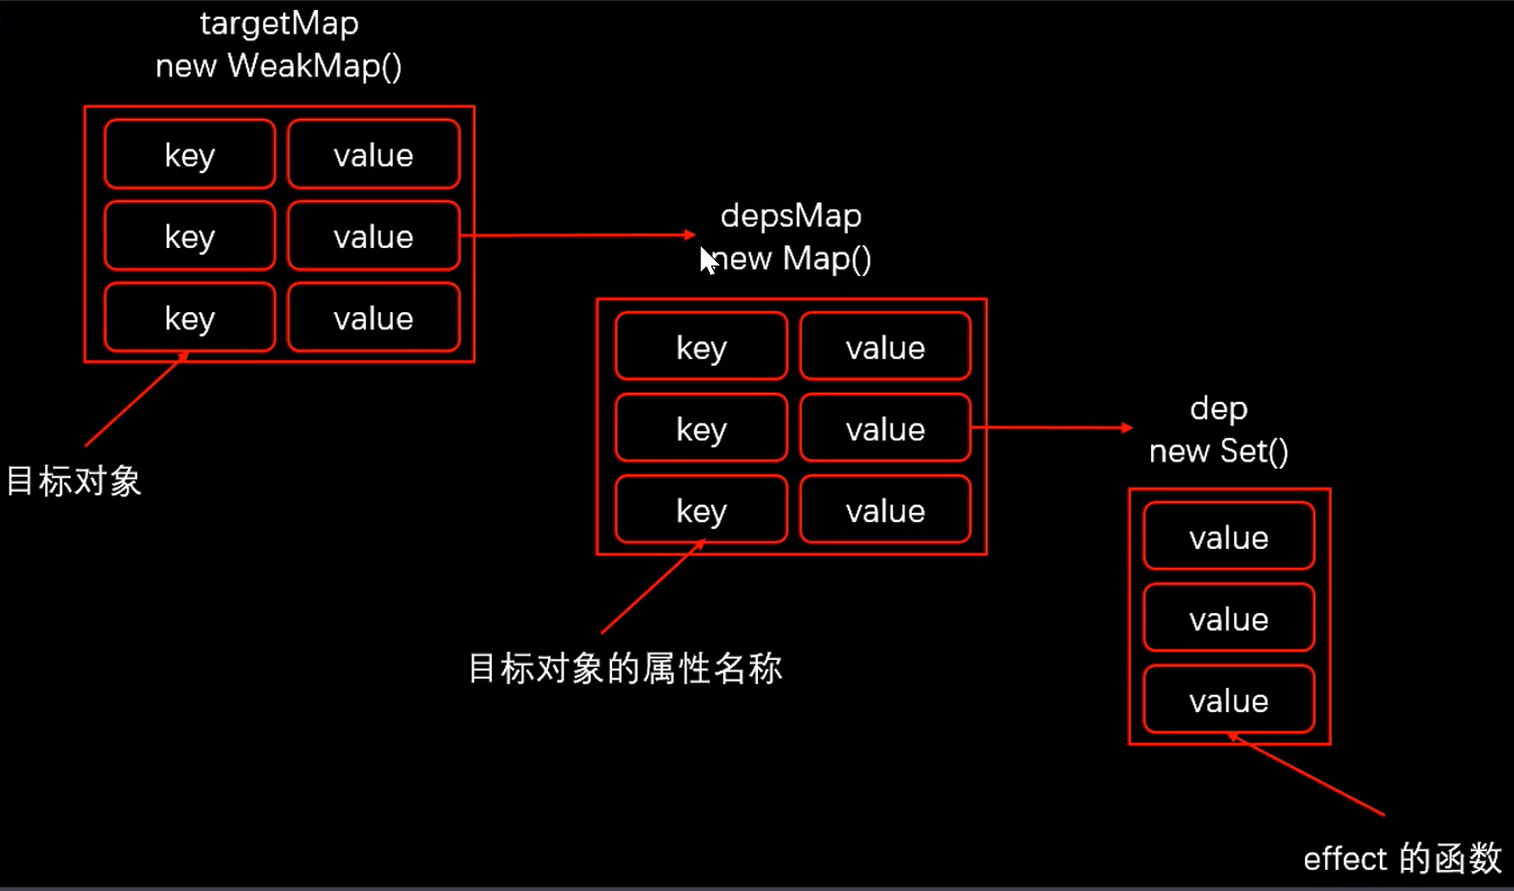 targetMap
new WeakMap()
key value
key value
key value
目标对象
depsMap
new Map()
key value
key value
key value
目标对象的属性名称
dep
new Set()
value
value
value
effect 的函数